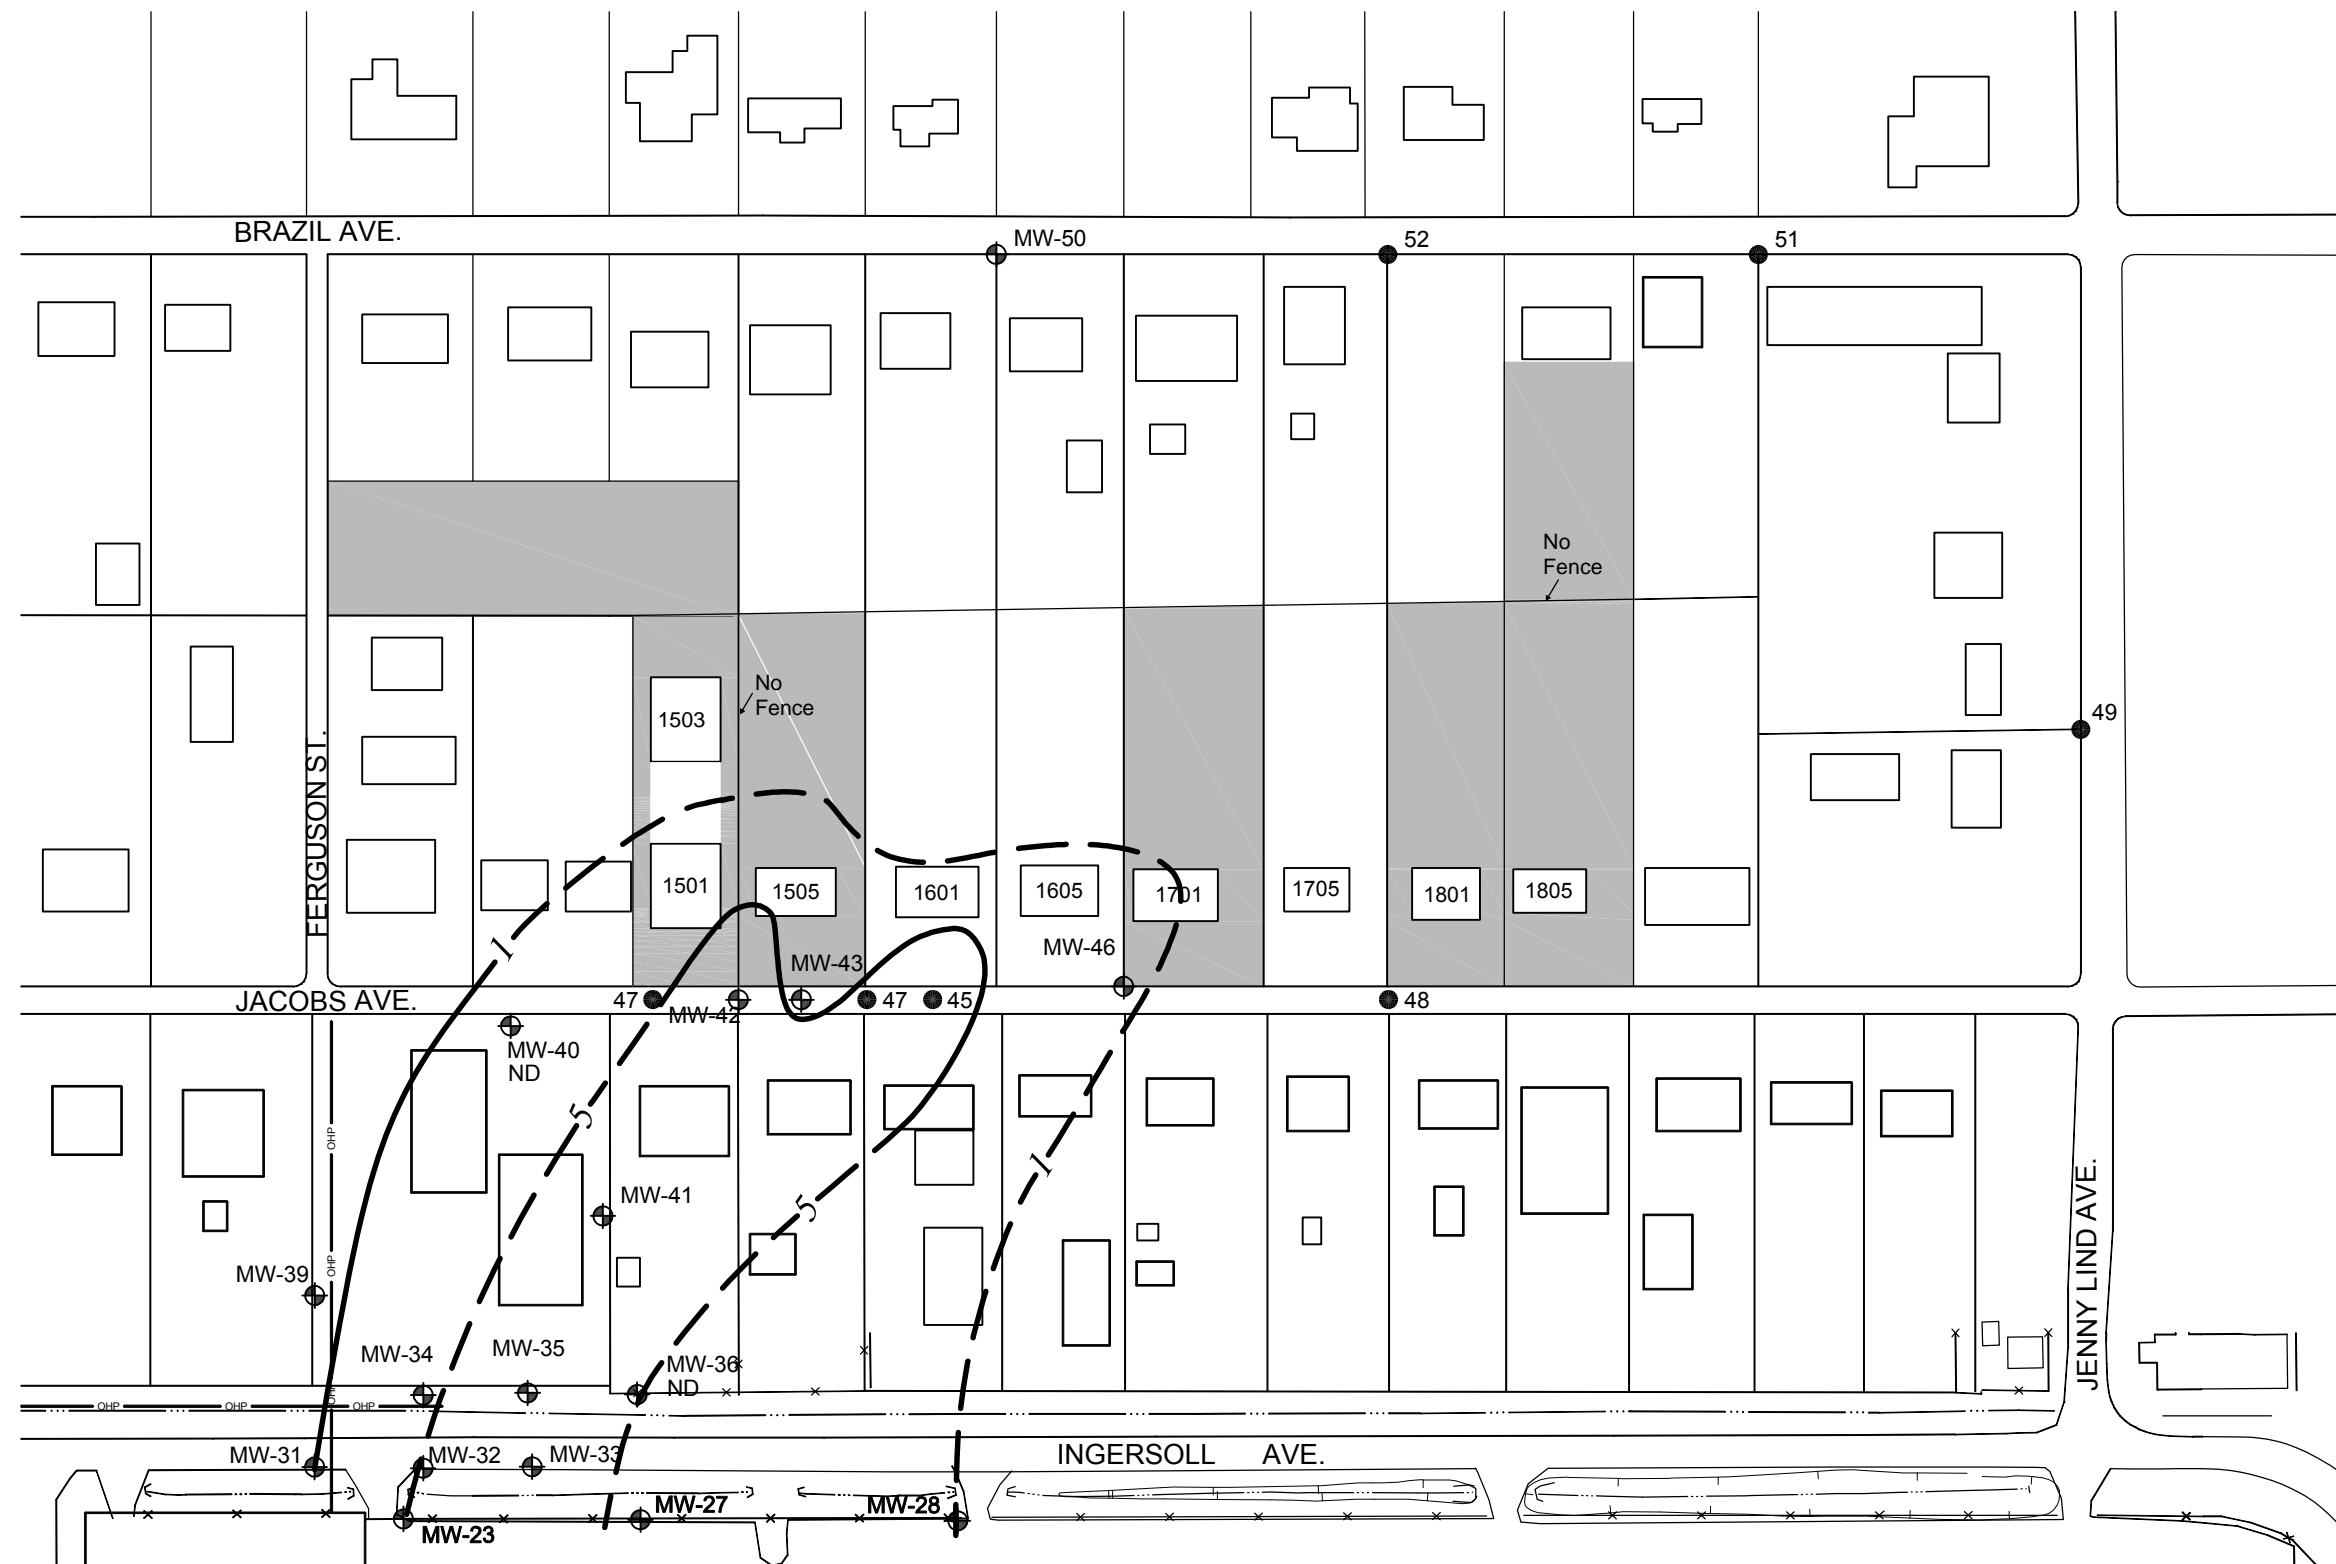 BRAZIL AVE.
MW-50
52
51
No
Fence
1503
No
Fence
49
FERGUSON ST.
1501
1505
1601
1605
1701
1705
1801
1805
1
MW-43
MW-46
JACOBS AVE.
47
MW-42
47
45
48
MW-40
ND
5
OHP
1
MW-41
5
OHP
MW-39
JENNY LIND AVE.
MW-34
MW-35
MW-36
ND
OHP
OHP
OHP
OHP
MW-31
MW-32
MW-33
INGERSOLL AVE.
MW-27
MW-28
MW-23